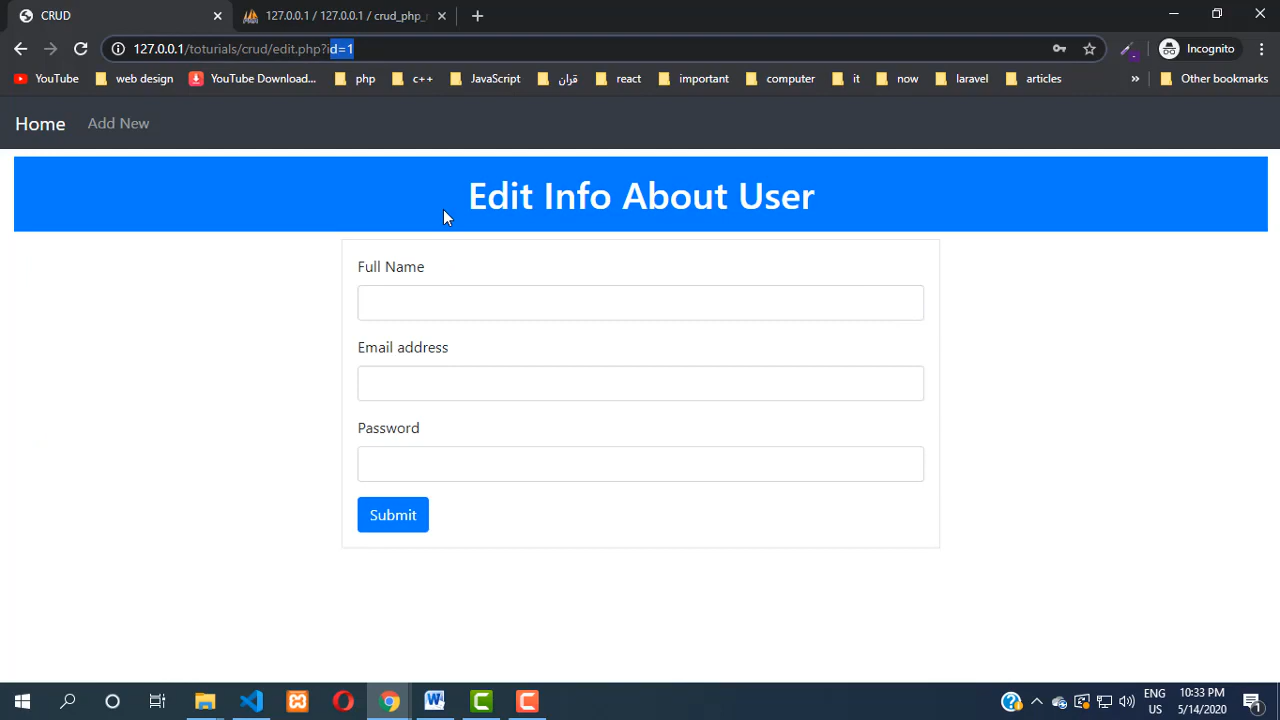 CRUD
127.0.0.1 / 127.0.0.1 / crud_php_
127.0.0.1/toturials/crud/edit.php?id=1
Incognito
YouTube
web design
YouTube Download...
php
c++
JavaScript
قران
react
important
computer
it
now
laravel
articles
»
Other bookmarks
Home
Add New
Edit Info About User
Full Name
Email address
Password
Submit
ENG
US
10:33 PM
5/14/2020
1